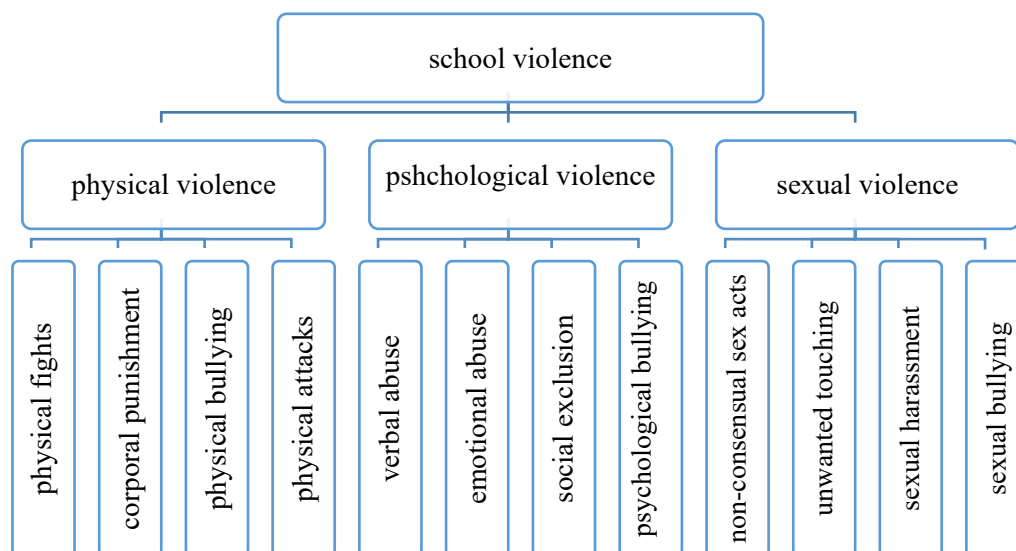 school violence
physical violence
pshchological violence
sexual violence
physical fights
corporal punishment
physical bullying
physical attacks
verbal abuse
emotional abuse
social exclusion
psychological bullying
non-consensual sex acts
unwanted touching
sexual harassment
sexual bullying